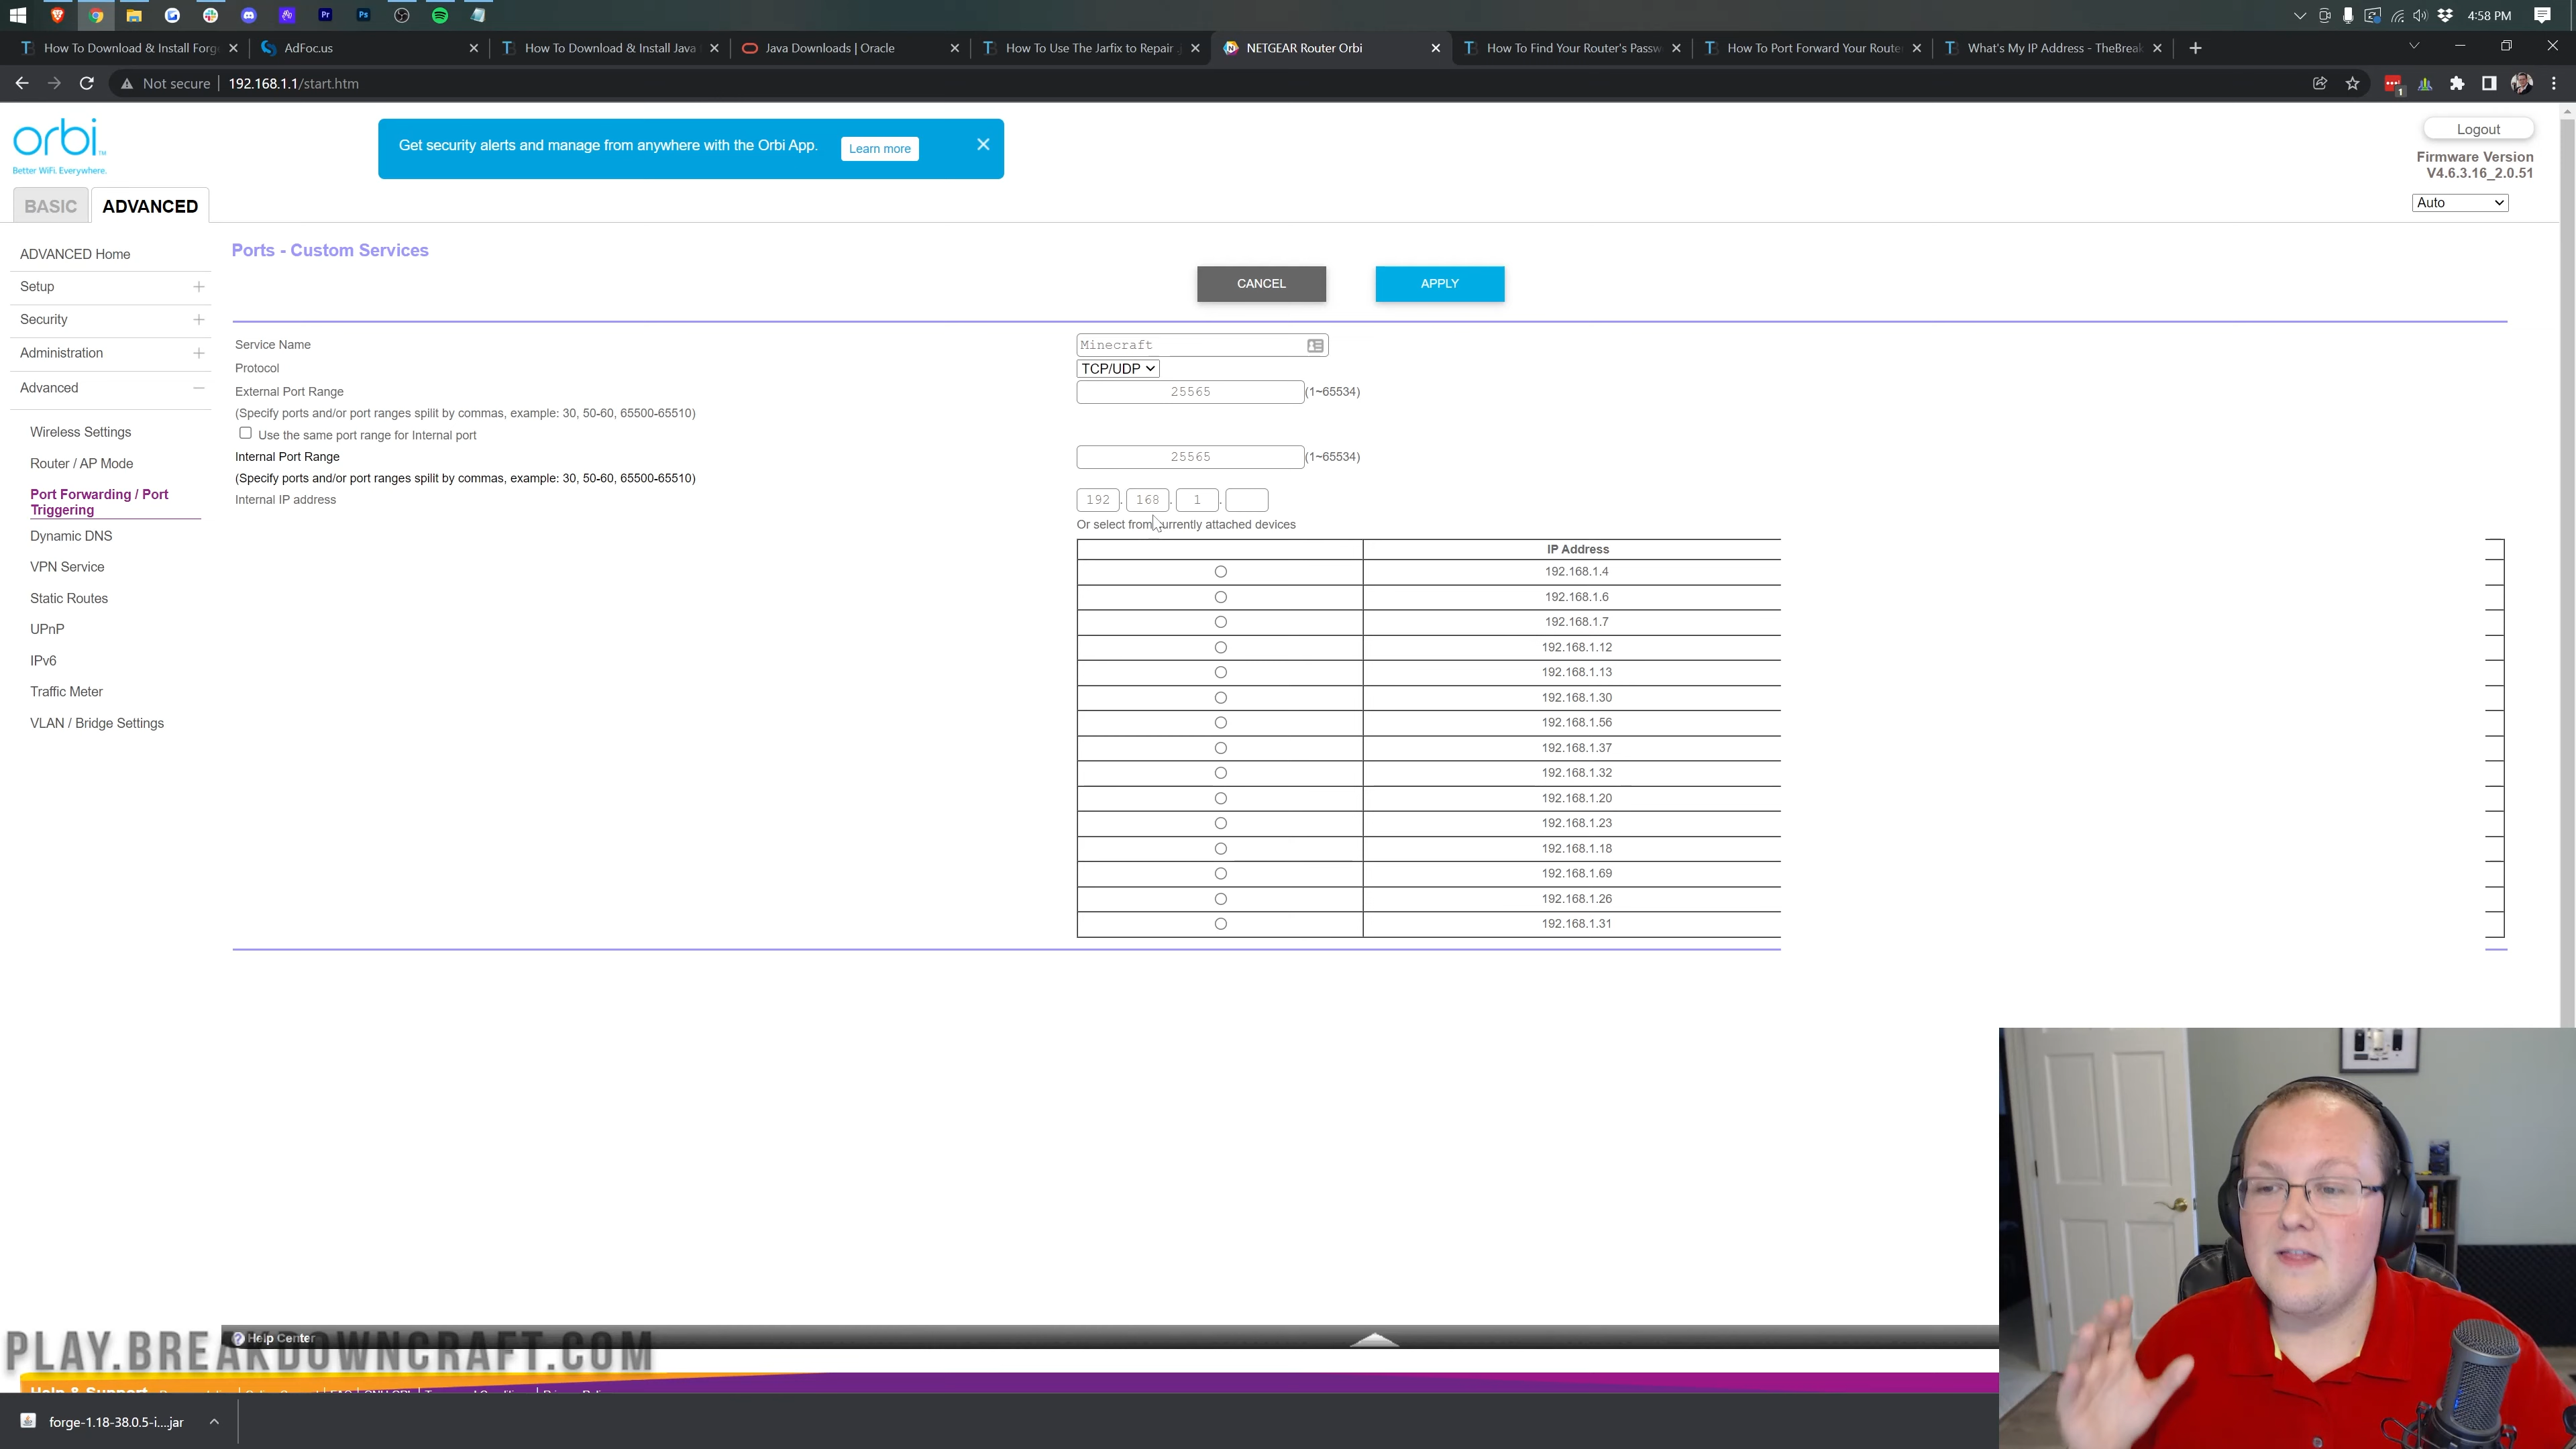 4:58 PM
How To Download & Install Forg
AdFoc.us
How To Download & Install Java
Java Downloads | Oracle
How To Use The Jarfix to Repair .j
NETGEAR Router Orbi
How To Find Your Router's Passw
How To Port Forward Your Route
What's My IP Address - TheBreak
Not secure
192.168.1.1/start.htm
1
orbi™
Better WiFi. Everywhere.
Get security alerts and manage from anywhere with the Orbi App.
Learn more
Logout
Firmware Version
V4.6.3.16_2.0.51
Auto
BASIC
ADVANCED
ADVANCED Home
Setup
Security
Administration
Advanced
Wireless Settings
Router / AP Mode
Port Forwarding / Port
Triggering
Dynamic DNS
VPN Service
Static Routes
UPnP
IPv6
Traffic Meter
VLAN / Bridge Settings
Ports - Custom Services
CANCEL
APPLY
Service Name
Minecraft
Protocol
TCP/UDP
External Port Range
25565 (1~65534)
(Specify ports and/or port ranges spilit by commas, example: 30, 50-60, 65500-65510)
Use the same port range for Internal port
Internal Port Range
25565 (1~65534)
(Specify ports and/or port ranges spilit by commas, example: 30, 50-60, 65500-65510)
Internal IP address
192 . 168 . 1 .
Or select from currently attached devices
IP Address
192.168.1.4
192.168.1.6
192.168.1.7
192.168.1.12
192.168.1.13
192.168.1.30
192.168.1.56
192.168.1.37
192.168.1.32
192.168.1.20
192.168.1.23
192.168.1.18
192.168.1.69
192.168.1.26
192.168.1.31
Help Center
PLAY.BREAKDOWNCRAFT.COM
Help & Support
forge-1.18-38.0.5-i....jar